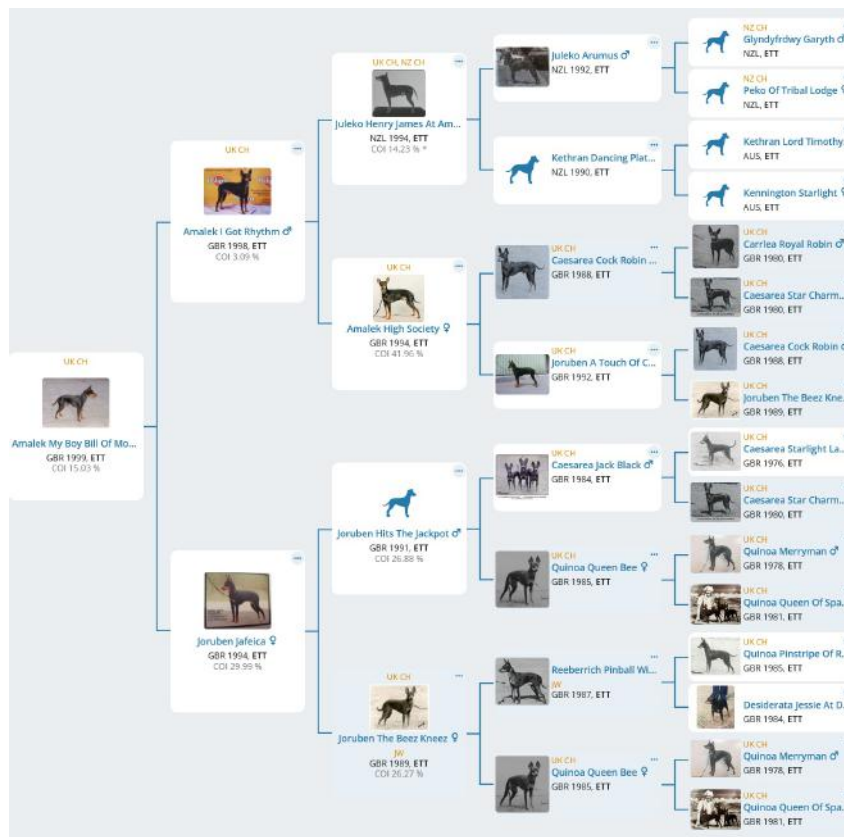 UK CH
Amalek My Boy Bill Of Mo...
GBR 1999, ETT
COI 15.03 %
UK CH
Amalek I Got Rhythm ♂
GBR 1998, ETT
COI 3.09 %
Joruben Jafeica ♀
GBR 1994, ETT
COI 29.99 %
UK CH, NZ CH
Juleko Henry James At Am...
NZL 1994, ETT
COI 14.23 % *
UK CH
Amalek High Society ♀
GBR 1994, ETT
COI 41.96 %
Joruben Hits The Jackpot ♂
GBR 1991, ETT
COI 26.88 %
UK CH
Joruben The Beez Kneez ♀
JW
GBR 1989, ETT
COI 26.27 %
Juleko Arumus ♂
NZL 1992, ETT
Kethran Dancing Plat...
NZL 1990, ETT
UK CH
Caesarea Cock Robin ...
GBR 1988, ETT
UK CH
Joruben A Touch Of C...
GBR 1992, ETT
UK CH
Caesarea Jack Black ♂
GBR 1984, ETT
UK CH
Quinoa Queen Bee ♀
GBR 1985, ETT
Reeberrich Pinball Wi...
JW
GBR 1987, ETT
UK CH
Quinoa Queen Bee ♀
GBR 1985, ETT
NZ CH
Glyndyfrdwy Garyth ♂
NZL, ETT
NZ CH
Peko Of Tribal Lodge ♀
NZL, ETT
Kethran Lord Timothy
AUS, ETT
Kennington Starlight ♀
AUS, ETT
UK CH
Carrlea Royal Robin ♂
GBR 1980, ETT
UK CH
Caesarea Star Charm...
GBR 1980, ETT
UK CH
Caesarea Cock Robin
GBR 1988, ETT
UK CH
Joruben The Beez Kne...
GBR 1989, ETT
UK CH
Caesarea Starlight La...
GBR 1976, ETT
UK CH
Caesarea Star Charm...
GBR 1980, ETT
UK CH
Quinoa Merryman ♂
GBR 1978, ETT
UK CH
Quinoa Queen Of Spa...
GBR 1981, ETT
UK CH
Quinoa Pinstripe Of R...
GBR 1985, ETT
Desiderata Jessie At D...
GBR 1984, ETT
UK CH
Quinoa Merryman ♂
GBR 1978, ETT
UK CH
Quinoa Queen Of Spa...
GBR 1981, ETT